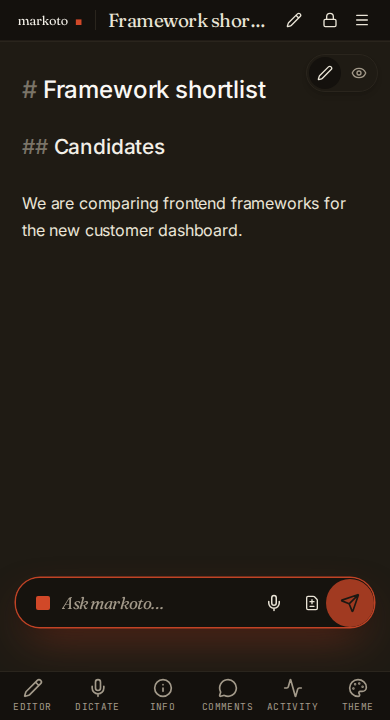 markoto
Framework shor...
# Framework shortlist
## Candidates
We are comparing frontend frameworks for
the new customer dashboard.
Ask markoto...
EDITOR DICTATE INFO COMMENTS ACTIVITY THEME